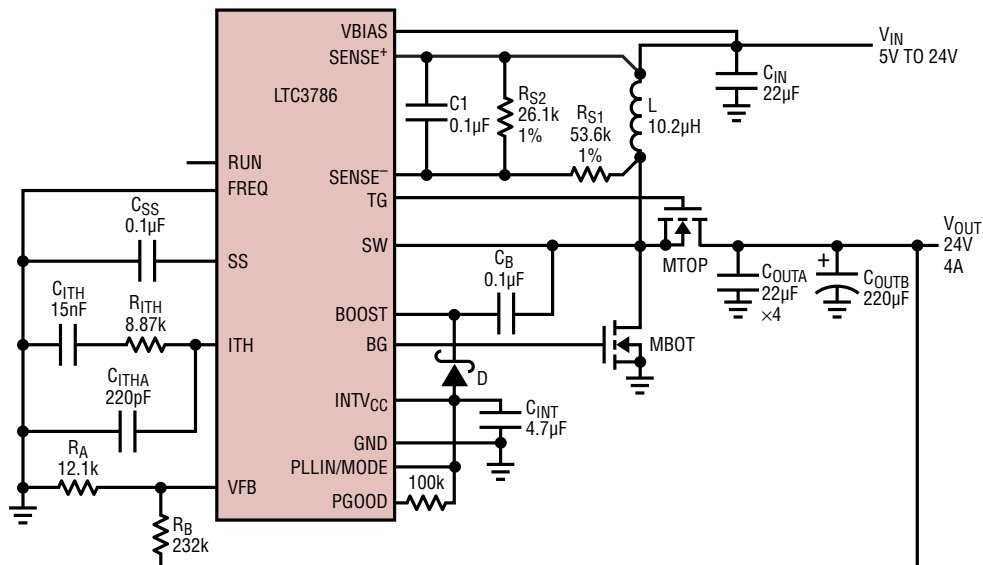 VBIAS
SENSE+
LTC3786
RUN
FREQ
SENSE−
TG
SW
SS
BOOST
ITH
BG
INTVCC
GND
PLLIN/MODE
VFB
PGOOD
C1
0.1µF
RS2
26.1k
1%
RS1
53.6k
1%
L
10.2µH
VIN
5V TO 24V
CIN
22µF
CSS
0.1µF
CITH
15nF
RITH
8.87k
CITHA
220pF
RA
12.1k
RB
232k
CB
0.1µF
D
CINT
4.7µF
100k
MTOP
MBOT
VOUT
24V
4A
COUTA
22µF
×4
+
COUTB
220µF